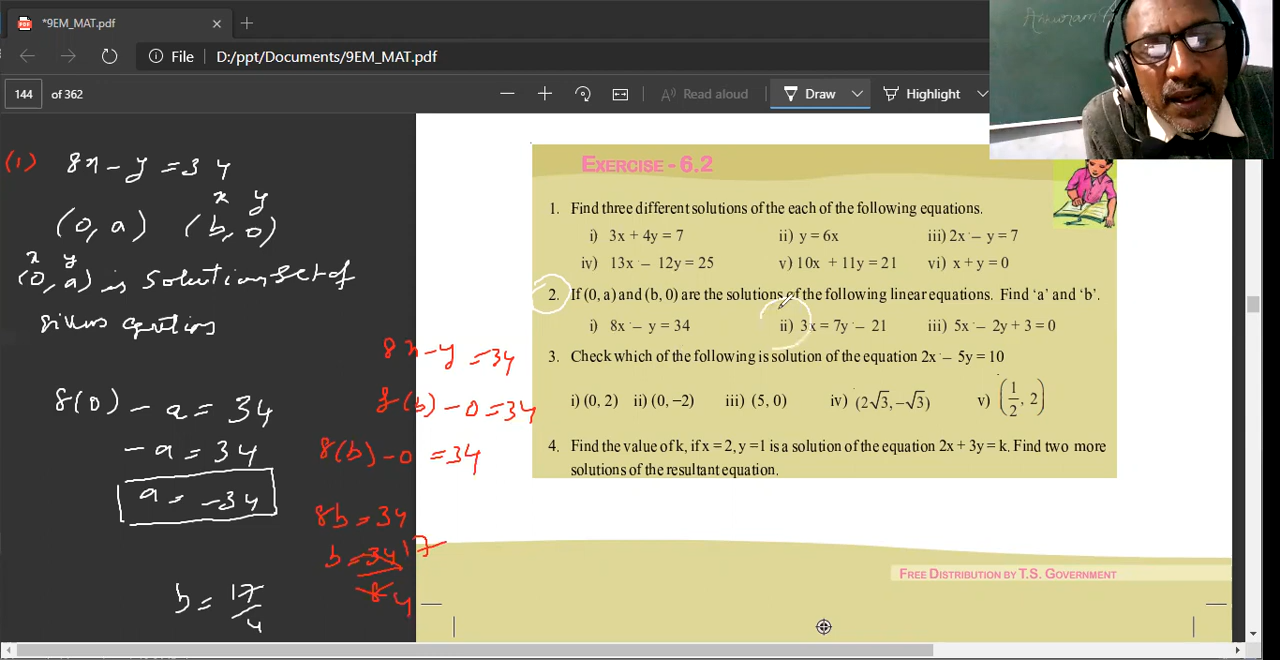 *9EM_MAT.pdf
File D:/ppt/Documents/9EM_MAT.pdf
144 of 362
Read aloud Draw Highlight
(1) 8x - y = 34
x y
(0, a) (b, 0)
x y
(0, a) is solution set of
given equation
8(0) - a = 34
-a = 34
a = -34
b = 17/4
8x - y = 34
8(b) - 0 = 34
8(b) - 0 = 34
8b = 34
b = 34 17
8 4
EXERCISE - 6.2
1. Find three different solutions of the each of the following equations.
i) 3x + 4y = 7 ii) y = 6x iii) 2x - y = 7
iv) 13x - 12y = 25 v) 10x + 11y = 21 vi) x + y = 0
2. If (0, a) and (b, 0) are the solutions of the following linear equations. Find 'a' and 'b'.
i) 8x - y = 34 ii) 3x = 7y - 21 iii) 5x - 2y + 3 = 0
3. Check which of the following is solution of the equation 2x - 5y = 10
i) (0, 2) ii) (0, -2) iii) (5, 0) iv) (2√3, -√3) v) (1/2, 2)
4. Find the value of k, if x = 2, y = 1 is a solution of the equation 2x + 3y = k. Find two more
solutions of the resultant equation.
FREE DISTRIBUTION BY T.S. GOVERNMENT